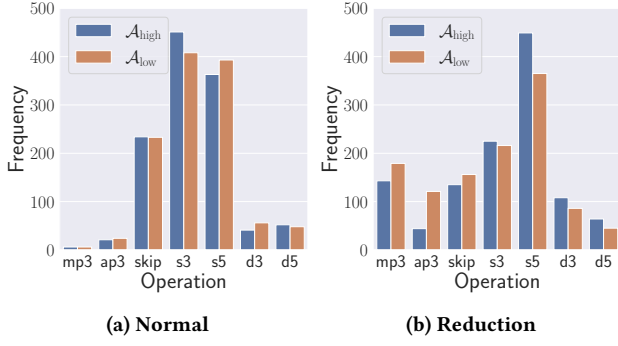 500
400
300
200
100
0
Frequency
𝒜high
𝒜low
mp3 ap3 skip s3 s5 d3 d5
Operation
(a) Normal
500
400
300
200
100
0
Frequency
𝒜high
𝒜low
mp3 ap3 skip s3 s5 d3 d5
Operation
(b) Reduction